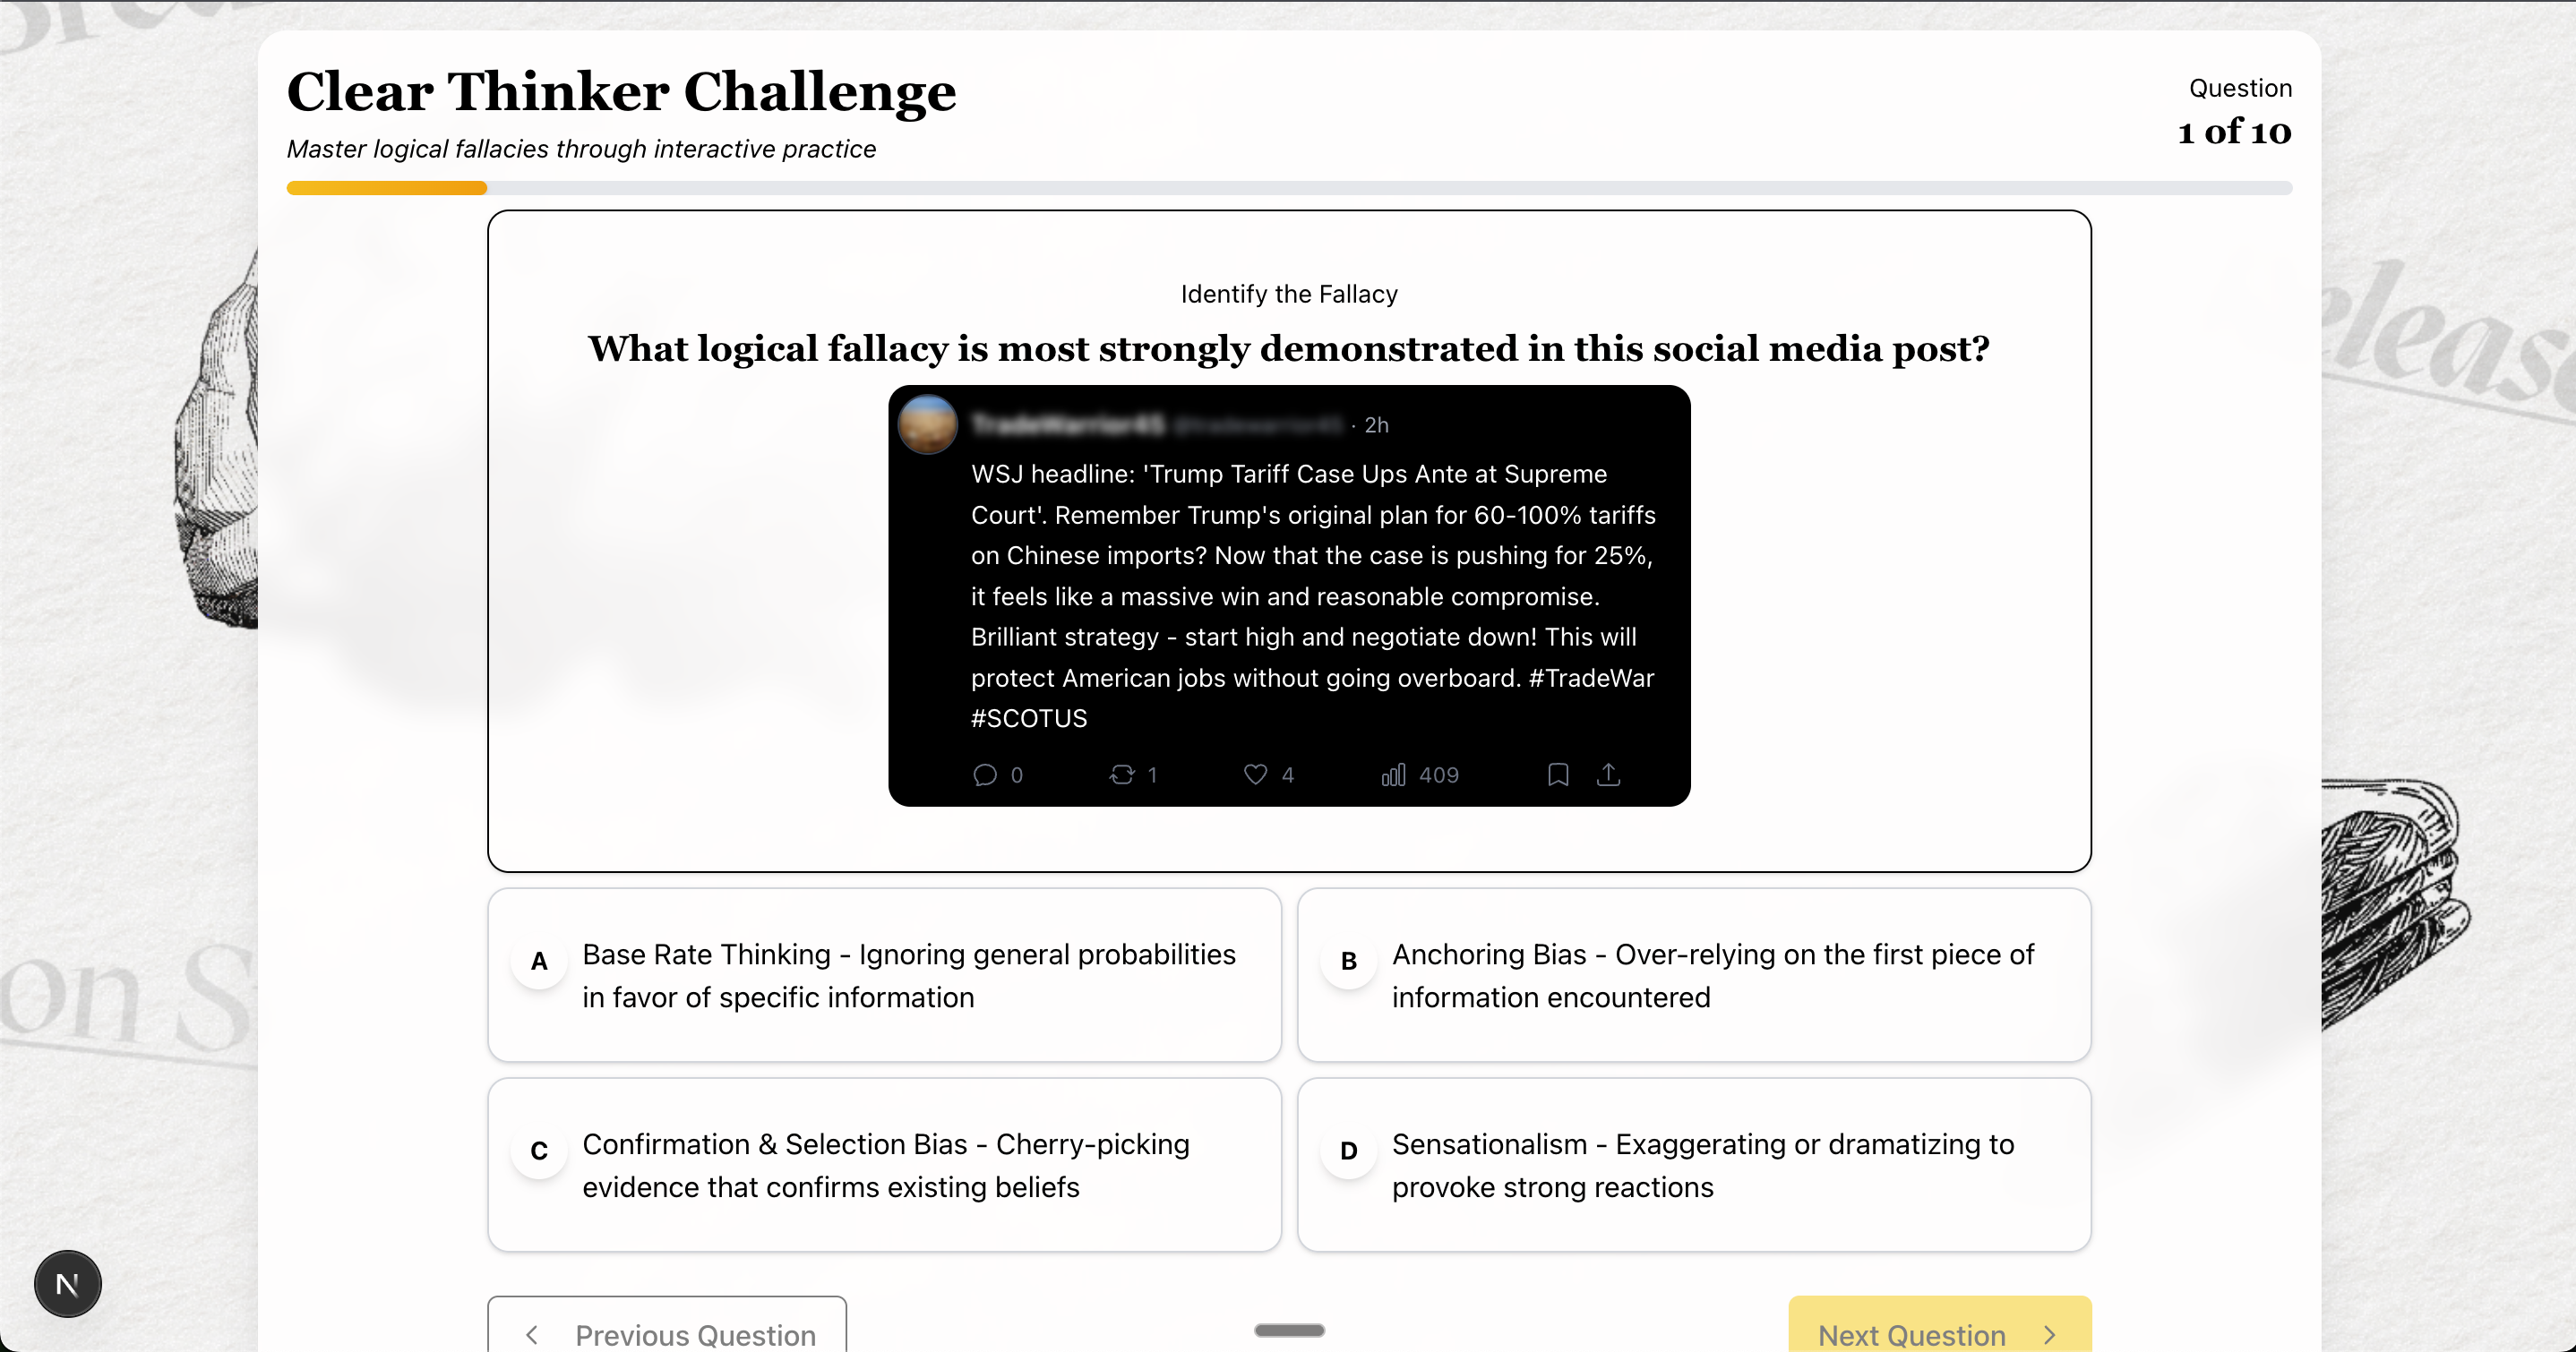 Clear Thinker Challenge
Master logical fallacies through interactive practice
Question
1 of 10
Identify the Fallacy
What logical fallacy is most strongly demonstrated in this social media post?
TradeWarrior45 @tradewarrior45 · 2h
WSJ headline: 'Trump Tariff Case Ups Ante at Supreme
Court'. Remember Trump's original plan for 60-100% tariffs
on Chinese imports? Now that the case is pushing for 25%,
it feels like a massive win and reasonable compromise.
Brilliant strategy - start high and negotiate down! This will
protect American jobs without going overboard. #TradeWar
#SCOTUS
0 1 4 409
A
Base Rate Thinking - Ignoring general probabilities
in favor of specific information
B
Anchoring Bias - Over-relying on the first piece of
information encountered
C
Confirmation & Selection Bias - Cherry-picking
evidence that confirms existing beliefs
D
Sensationalism - Exaggerating or dramatizing to
provoke strong reactions
Previous Question
Next Question
N
on S